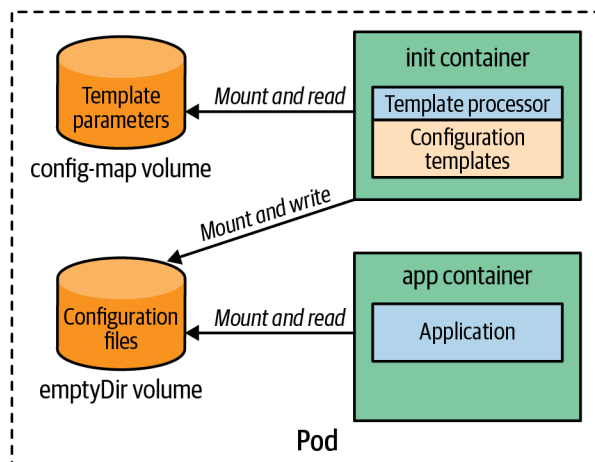 init container
Template
parameters
Mount and read
Template processor
Configuration
templates
config-map volume
Mount and write
app container
Configuration
files
Mount and read
Application
emptyDir volume
Pod